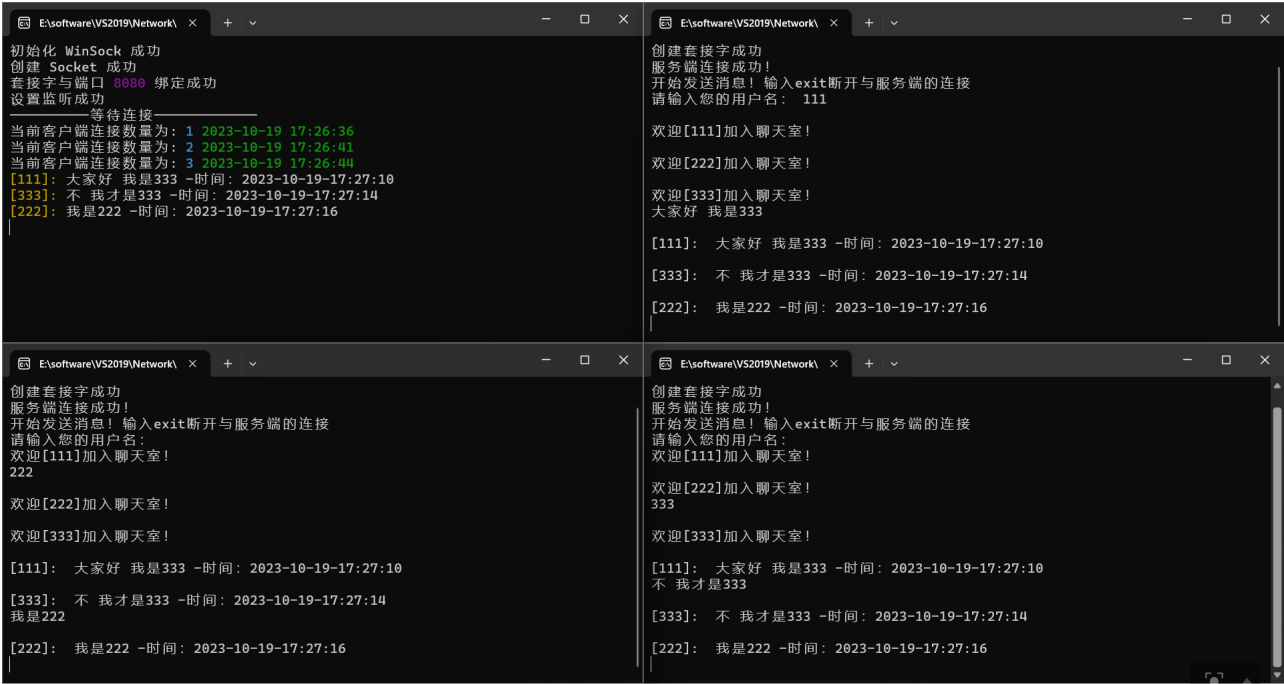 E:\software\VS2019\Network\
初始化 WinSock 成功
创建 Socket 成功
套接字与端口 8080 绑定成功
设置监听成功
——————————等待连接——————————
当前客户端连接数量为: 1 2023-10-19 17:26:36
当前客户端连接数量为: 2 2023-10-19 17:26:41
当前客户端连接数量为: 3 2023-10-19 17:26:44
[111]: 大家好 我是333 -时间: 2023-10-19-17:27:10
[333]: 不 我才是333 -时间: 2023-10-19-17:27:14
[222]: 我是222 -时间: 2023-10-19-17:27:16
E:\software\VS2019\Network\
创建套接字成功
服务端连接成功!
开始发送消息! 输入exit断开与服务端的连接
请输入您的用户名: 111
欢迎[111]加入聊天室!
欢迎[222]加入聊天室!
欢迎[333]加入聊天室!
大家好 我是333
[111]: 大家好 我是333 -时间: 2023-10-19-17:27:10
[333]: 不 我才是333 -时间: 2023-10-19-17:27:14
[222]: 我是222 -时间: 2023-10-19-17:27:16
E:\software\VS2019\Network\
创建套接字成功
服务端连接成功!
开始发送消息! 输入exit断开与服务端的连接
请输入您的用户名:
欢迎[111]加入聊天室!
222
欢迎[222]加入聊天室!
欢迎[333]加入聊天室!
[111]: 大家好 我是333 -时间: 2023-10-19-17:27:10
[333]: 不 我才是333 -时间: 2023-10-19-17:27:14
我是222
[222]: 我是222 -时间: 2023-10-19-17:27:16
E:\software\VS2019\Network\
创建套接字成功
服务端连接成功!
开始发送消息! 输入exit断开与服务端的连接
请输入您的用户名:
欢迎[111]加入聊天室!
欢迎[222]加入聊天室!
333
欢迎[333]加入聊天室!
[111]: 大家好 我是333 -时间: 2023-10-19-17:27:10
不 我才是333
[333]: 不 我才是333 -时间: 2023-10-19-17:27:14
[222]: 我是222 -时间: 2023-10-19-17:27:16